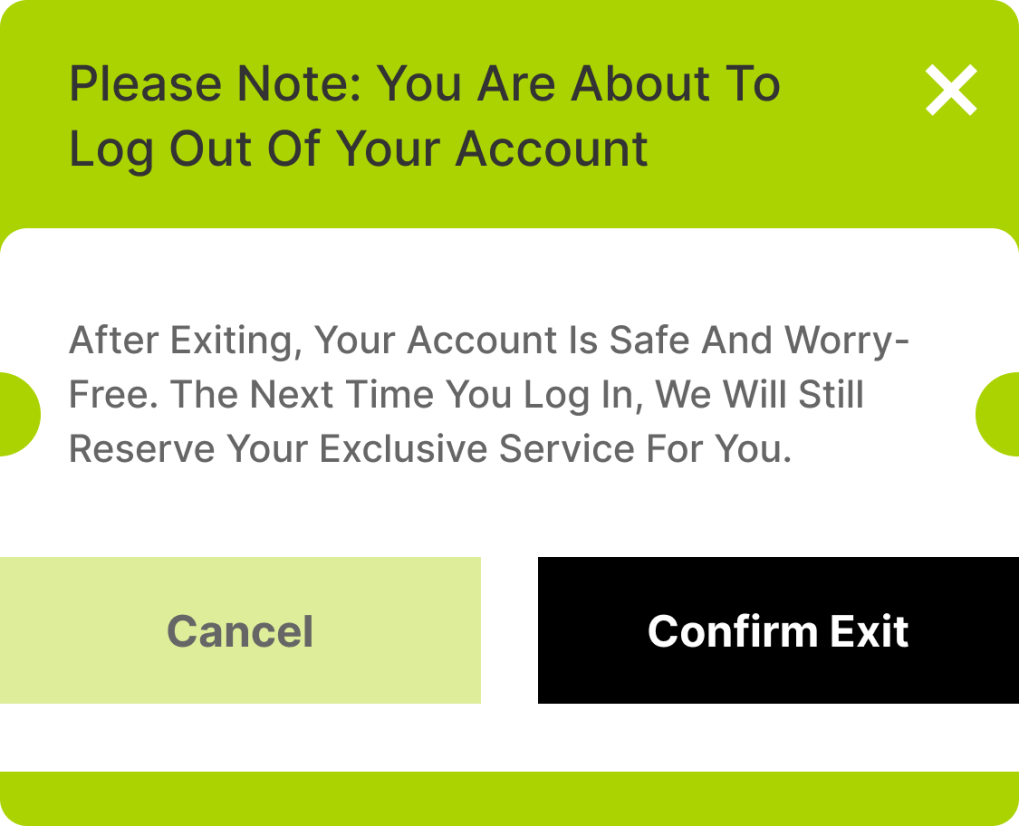 Please Note: You Are About To
Log Out Of Your Account
After Exiting, Your Account Is Safe And Worry-
Free. The Next Time You Log In, We Will Still
Reserve Your Exclusive Service For You.
Cancel
Confirm Exit